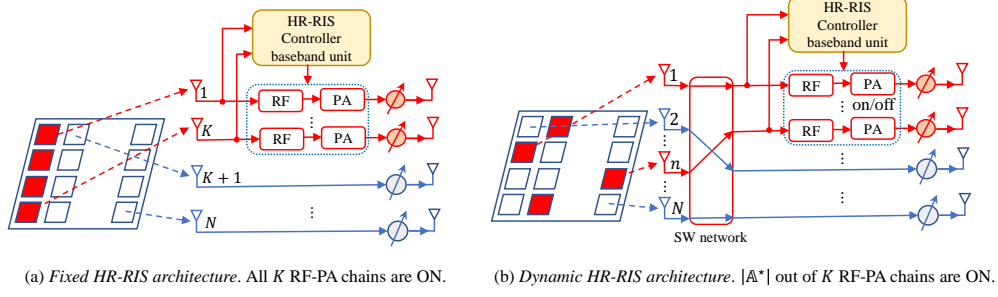 HR-RIS
Controller
baseband unit
1
RF
PA
⋮
K
RF
PA
K + 1
⋮
N
(a) Fixed HR-RIS architecture. All K RF-PA chains are ON.
HR-RIS
Controller
baseband unit
1
RF
PA
⋮ on/off
2
⋮
RF
PA
n
⋮
⋮
N
⋮
SW network
(b) Dynamic HR-RIS architecture. |𝔸⋆| out of K RF-PA chains are ON.